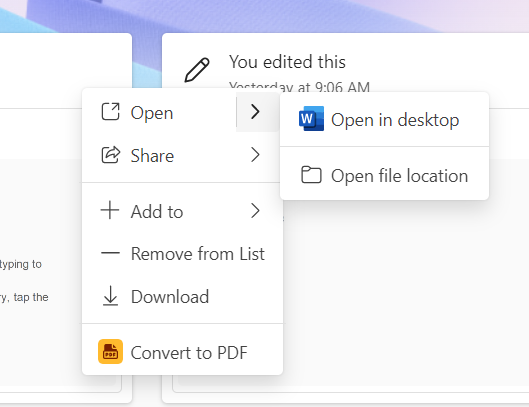 You edited this
Yesterday at 9:06 AM
Open
Open in desktop
Share
Open file location
Add to
Remove from List
typing to
Download
ry, tap the
PDF
Convert to PDF